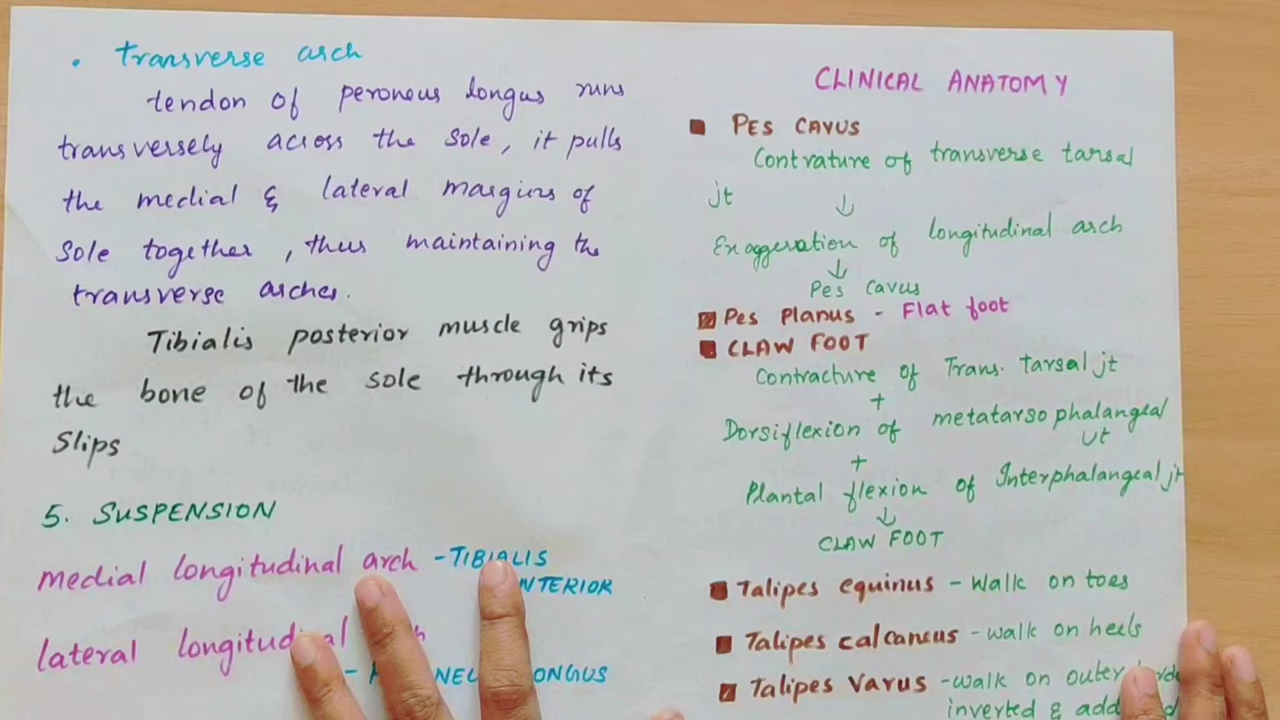 . transverse arch
tendon of peroneus longus runs
transversely across the sole, it pulls
the medial & lateral margins of
Sole together, thus maintaining the
transverse arches.
Tibialis posterior muscle grips
the bone of the sole through its
Slips
5. SUSPENSION
medial longitudinal arch - TIBIALIS
lateral
CLINICAL ANATOMY
PES CAVUS
Contrature of transverse tarsal
jt
↓
Exaggeration of longitudinal arch
↓
Pes Cavus
Pes Planus - Flat foot
CLAW FOOT
Contracture of Trans. tarsal jt
+
Dorsiflexion of metatarso phalangeal
Jt
+
Plantal flexion of Interphalangeal jt
↓
CLAW FOOT
Talipes equinus - Walk on toes
Talipes calcaneus - walk on heels
Talipes Varus - walk on outer
inverted &